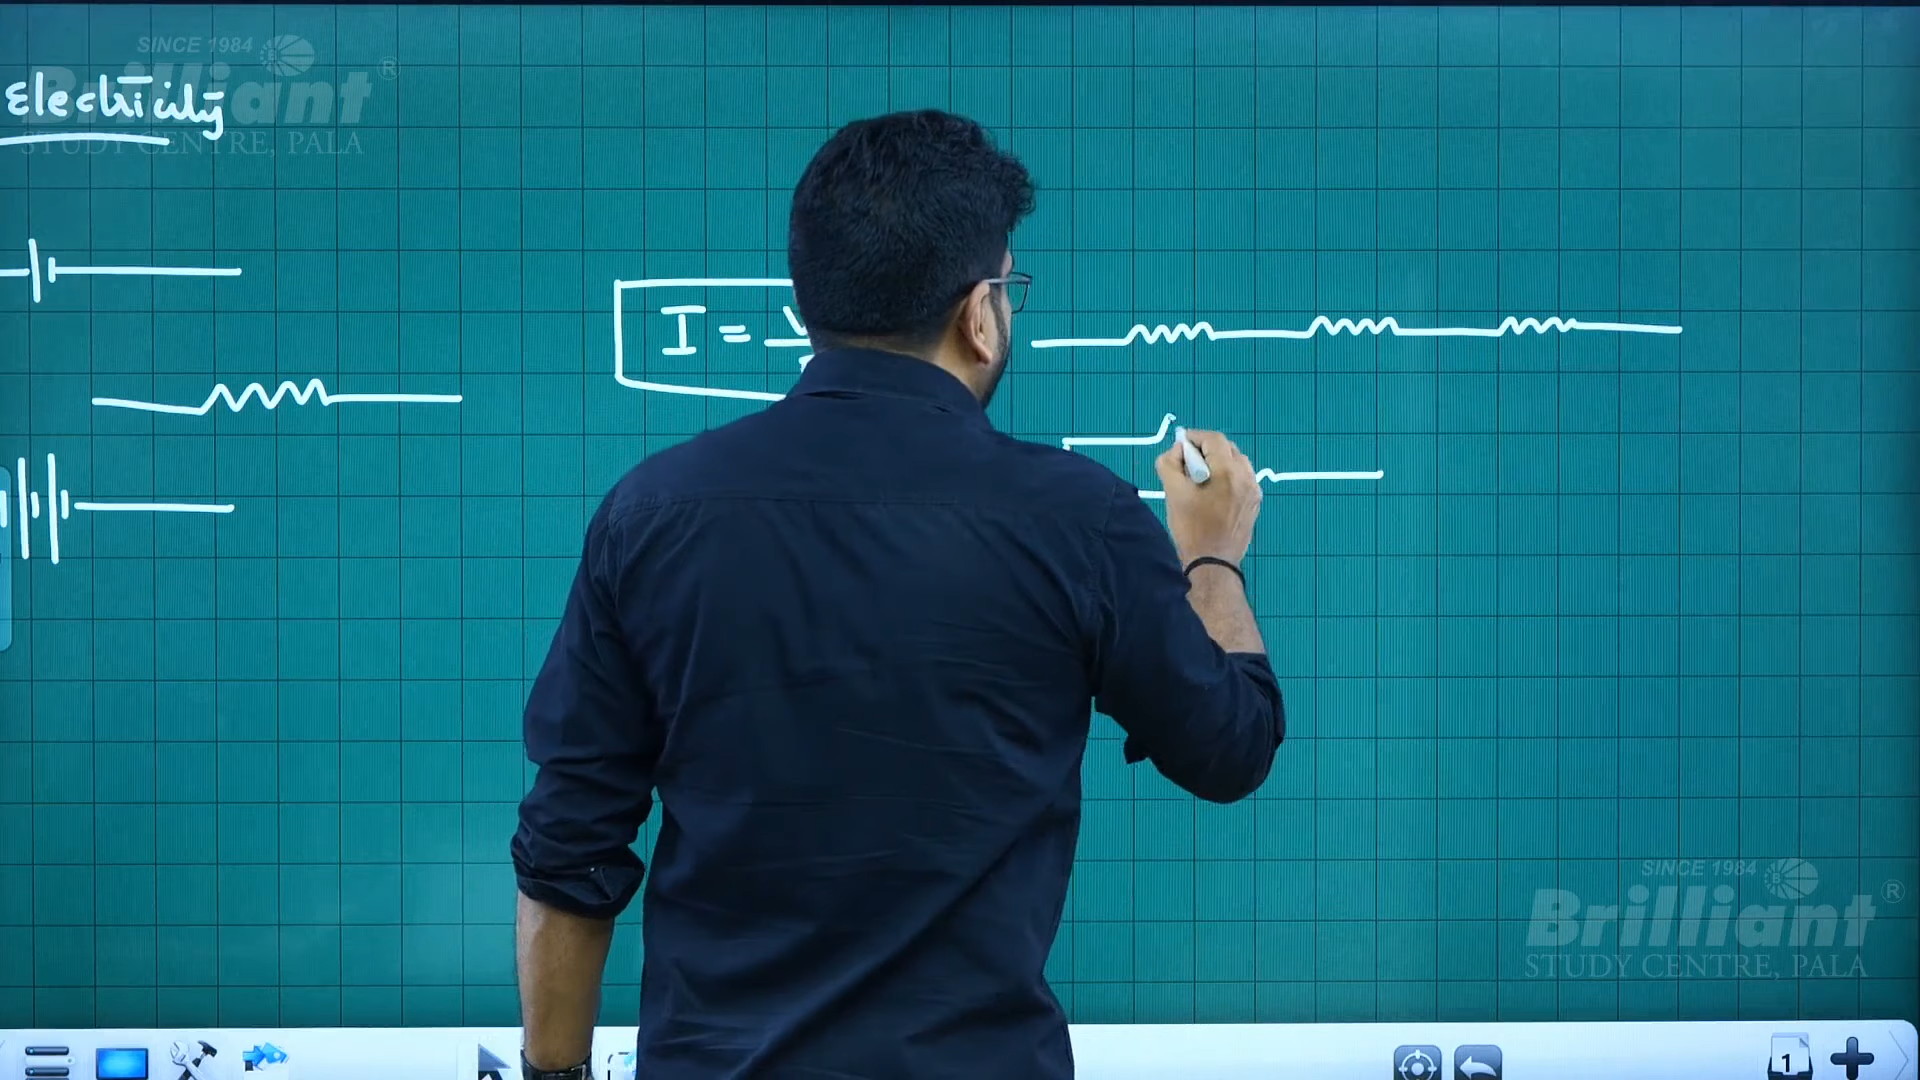 SINCE 1984
Brilliant ®
STUDY CENTRE, PALA
Electricity
I =
SINCE 1984
Brilliant ®
STUDY CENTRE, PALA
1